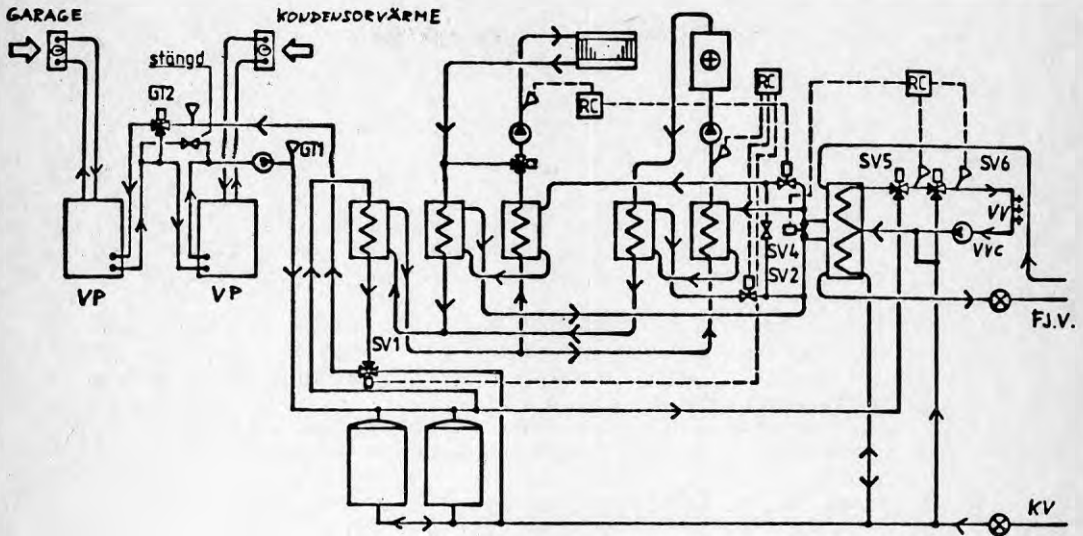 GARAGE
KONDENSORVÄRME
stängd
GT2
GT1
RC
RC
RC
SV5
SV6
VV
VVC
SV4
SV2
VP
VP
SV1
FJ.V.
KV